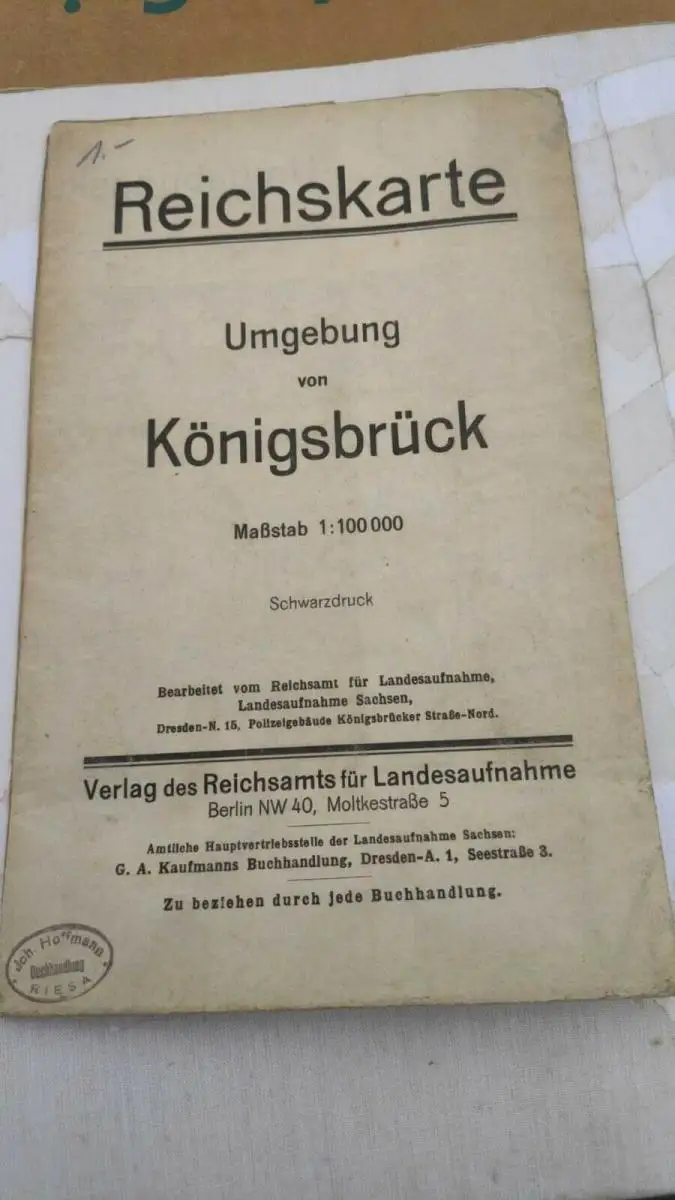 1.-
Reichskarte
Umgebung
von
Königsbrück
Maßstab 1:100000
Schwarzdruck
Bearbeitet vom Reichsamt für Landesaufnahme,
Landesaufnahme Sachsen,
Dresden-N. 15, Polizeigebäude Königsbrücker Straße-Nord.
Verlag des Reichsamts für Landesaufnahme
Berlin NW 40, Moltkestraße 5
Amtliche Hauptvertriebsstelle der Landesaufnahme Sachsen:
G. A. Kaufmanns Buchhandlung, Dresden-A. 1, Seestraße 3.
Zu beziehen durch jede Buchhandlung.
Joh. Hoffmann
Buchhandlung
RIESA